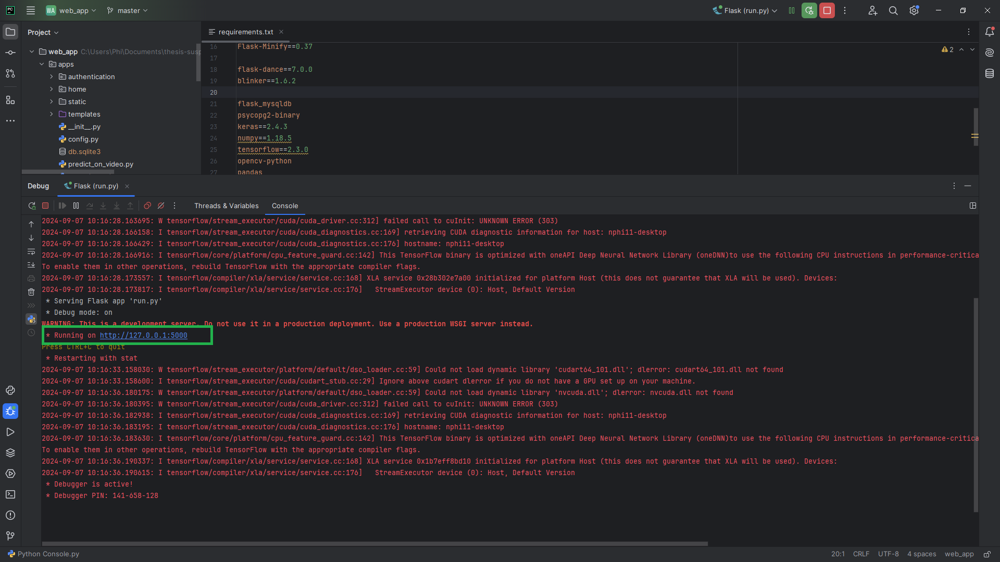 WA web_app master Flask (run.py)
Project
requirements.txt
web_app C:\Users\Phi\Documents\thesis-susp
apps
authentication
home
static
templates
__init__.py
config.py
db.sqlite3
predict_on_video.py
16 Flask-Minify==0.37
17
18 flask-dance==7.0.0
19 blinker==1.6.2
20
21 flask_mysqldb
22 psycopg2-binary
23 keras==2.4.3
24 numpy==1.18.5
25 tensorflow==2.3.0
26 opencv-python
27 pandas
2
Debug Flask (run.py)
Threads & Variables Console
2024-09-07 10:16:28.163695: W tensorflow/stream_executor/cuda/cuda_driver.cc:312] failed call to cuInit: UNKNOWN ERROR (303)
2024-09-07 10:16:28.166158: I tensorflow/stream_executor/cuda/cuda_diagnostics.cc:169] retrieving CUDA diagnostic information for host: nphi11-desktop
2024-09-07 10:16:28.166429: I tensorflow/stream_executor/cuda/cuda_diagnostics.cc:176] hostname: nphi11-desktop
2024-09-07 10:16:28.166916: I tensorflow/core/platform/cpu_feature_guard.cc:142] This TensorFlow binary is optimized with oneAPI Deep Neural Network Library (oneDNN)to use the following CPU instructions in performance-critica
To enable them in other operations, rebuild TensorFlow with the appropriate compiler flags.
2024-09-07 10:16:28.173557: I tensorflow/compiler/xla/service/service.cc:168] XLA service 0x28b302e7a00 initialized for platform Host (this does not guarantee that XLA will be used). Devices:
2024-09-07 10:16:28.173817: I tensorflow/compiler/xla/service/service.cc:176]   StreamExecutor device (0): Host, Default Version
* Serving Flask app 'run.py'
* Debug mode: on
WARNING: This is a development server. Do not use it in a production deployment. Use a production WSGI server instead.
* Running on http://127.0.0.1:5000
Press CTRL+C to quit
* Restarting with stat
2024-09-07 10:16:33.158030: W tensorflow/stream_executor/platform/default/dso_loader.cc:59] Could not load dynamic library 'cudart64_101.dll'; dlerror: cudart64_101.dll not found
2024-09-07 10:16:33.158600: I tensorflow/stream_executor/cuda/cudart_stub.cc:29] Ignore above cudart dlerror if you do not have a GPU set up on your machine.
2024-09-07 10:16:36.180175: W tensorflow/stream_executor/platform/default/dso_loader.cc:59] Could not load dynamic library 'nvcuda.dll'; dlerror: nvcuda.dll not found
2024-09-07 10:16:36.180395: W tensorflow/stream_executor/cuda/cuda_driver.cc:312] failed call to cuInit: UNKNOWN ERROR (303)
2024-09-07 10:16:36.182938: I tensorflow/stream_executor/cuda/cuda_diagnostics.cc:169] retrieving CUDA diagnostic information for host: nphi11-desktop
2024-09-07 10:16:36.183195: I tensorflow/stream_executor/cuda/cuda_diagnostics.cc:176] hostname: nphi11-desktop
2024-09-07 10:16:36.183630: I tensorflow/core/platform/cpu_feature_guard.cc:142] This TensorFlow binary is optimized with oneAPI Deep Neural Network Library (oneDNN)to use the following CPU instructions in performance-critica
To enable them in other operations, rebuild TensorFlow with the appropriate compiler flags.
2024-09-07 10:16:36.190337: I tensorflow/compiler/xla/service/service.cc:168] XLA service 0x1b7eff8bd10 initialized for platform Host (this does not guarantee that XLA will be used). Devices:
2024-09-07 10:16:36.190615: I tensorflow/compiler/xla/service/service.cc:176]   StreamExecutor device (0): Host, Default Version
* Debugger is active!
* Debugger PIN: 141-658-128
Python Console.py 20:1 CRLF UTF-8 4 spaces web_app